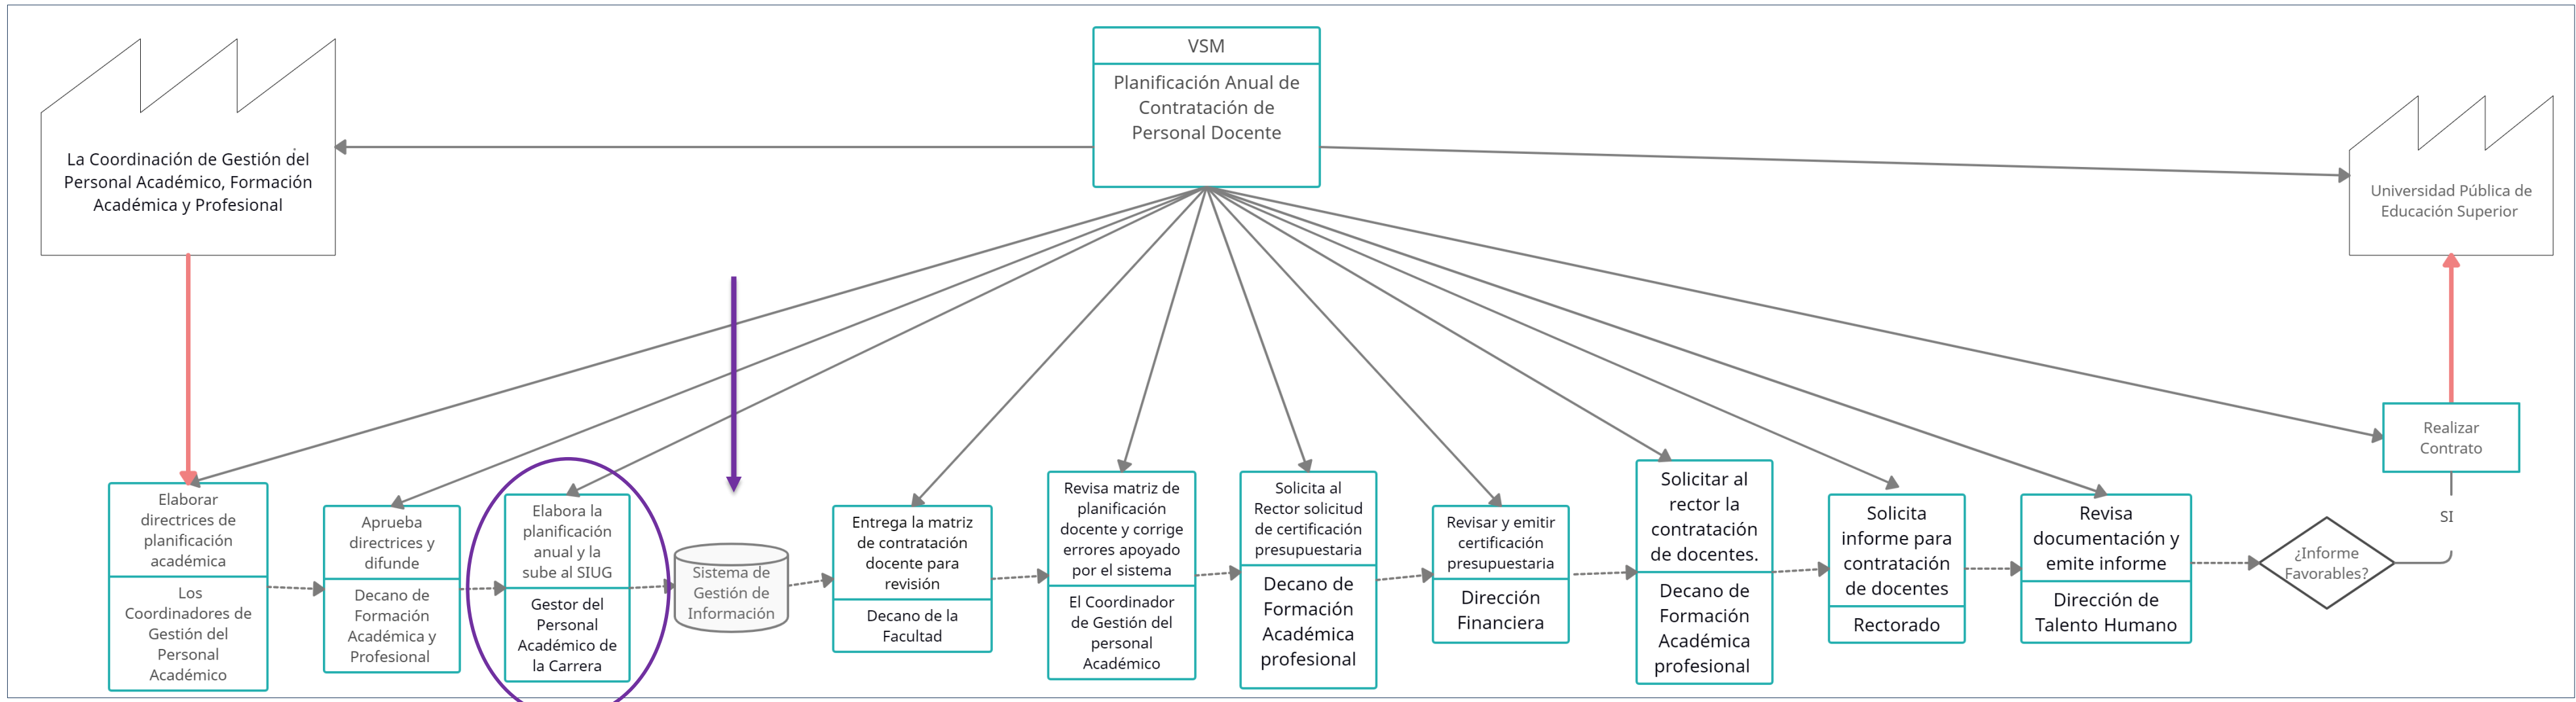 VSM
Planificación Anual de
Contratación de
Personal Docente
La Coordinación de Gestión del
Personal Académico, Formación
Académica y Profesional
Universidad Pública de
Educación Superior
Elaborar
directrices de
planificación
académica
Los
Coordinadores de
Gestión del
Personal
Académico
Aprueba
directrices y
difunde
Decano de
Formación
Académica y
Profesional
Elabora la
planificación
anual y la
sube al SIUG
Gestor del
Personal
Académico de
la Carrera
Sistema de
Gestión de
Información
Entrega la matriz
de contratación
docente para
revisión
Decano de la
Facultad
Revisa matriz de
planificación
docente y corrige
errores apoyado
por el sistema
El Coordinador
de Gestión del
personal
Académico
Solicita al
Rector solicitud
de certificación
presupuestaria
Decano de
Formación
Académica
profesional
Revisar y emitir
certificación
presupuestaria
Dirección
Financiera
Solicitar al
rector la
contratación
de docentes.
Decano de
Formación
Académica
profesional
Solicita
informe para
contratación
de docentes
Rectorado
Revisa
documentación y
emite informe
Dirección de
Talento Humano
¿Informe
Favorables?
SI
Realizar
Contrato